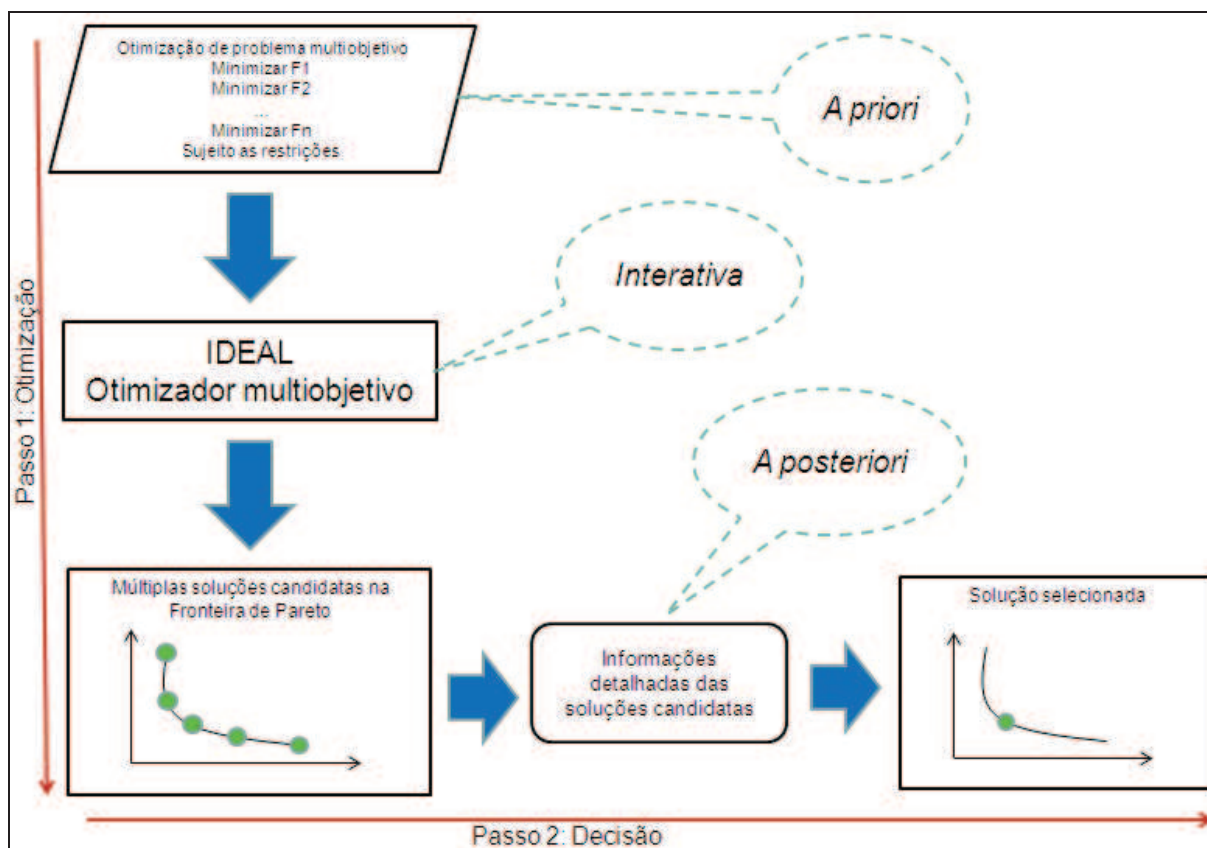 Otimização de problema multiobjetivo
Minimizar F1
Minimizar F2
...
Minimizar Fn
Sujeito as restrições
A priori
Interativa
IDEAL
Otimizador multiobjetivo
A posteriori
Passo 1: Otimização
Múltiplas soluções candidatas na
Fronteira de Pareto
Informações
detalhadas das
soluções candidatas
Solução selecionada
Passo 2: Decisão